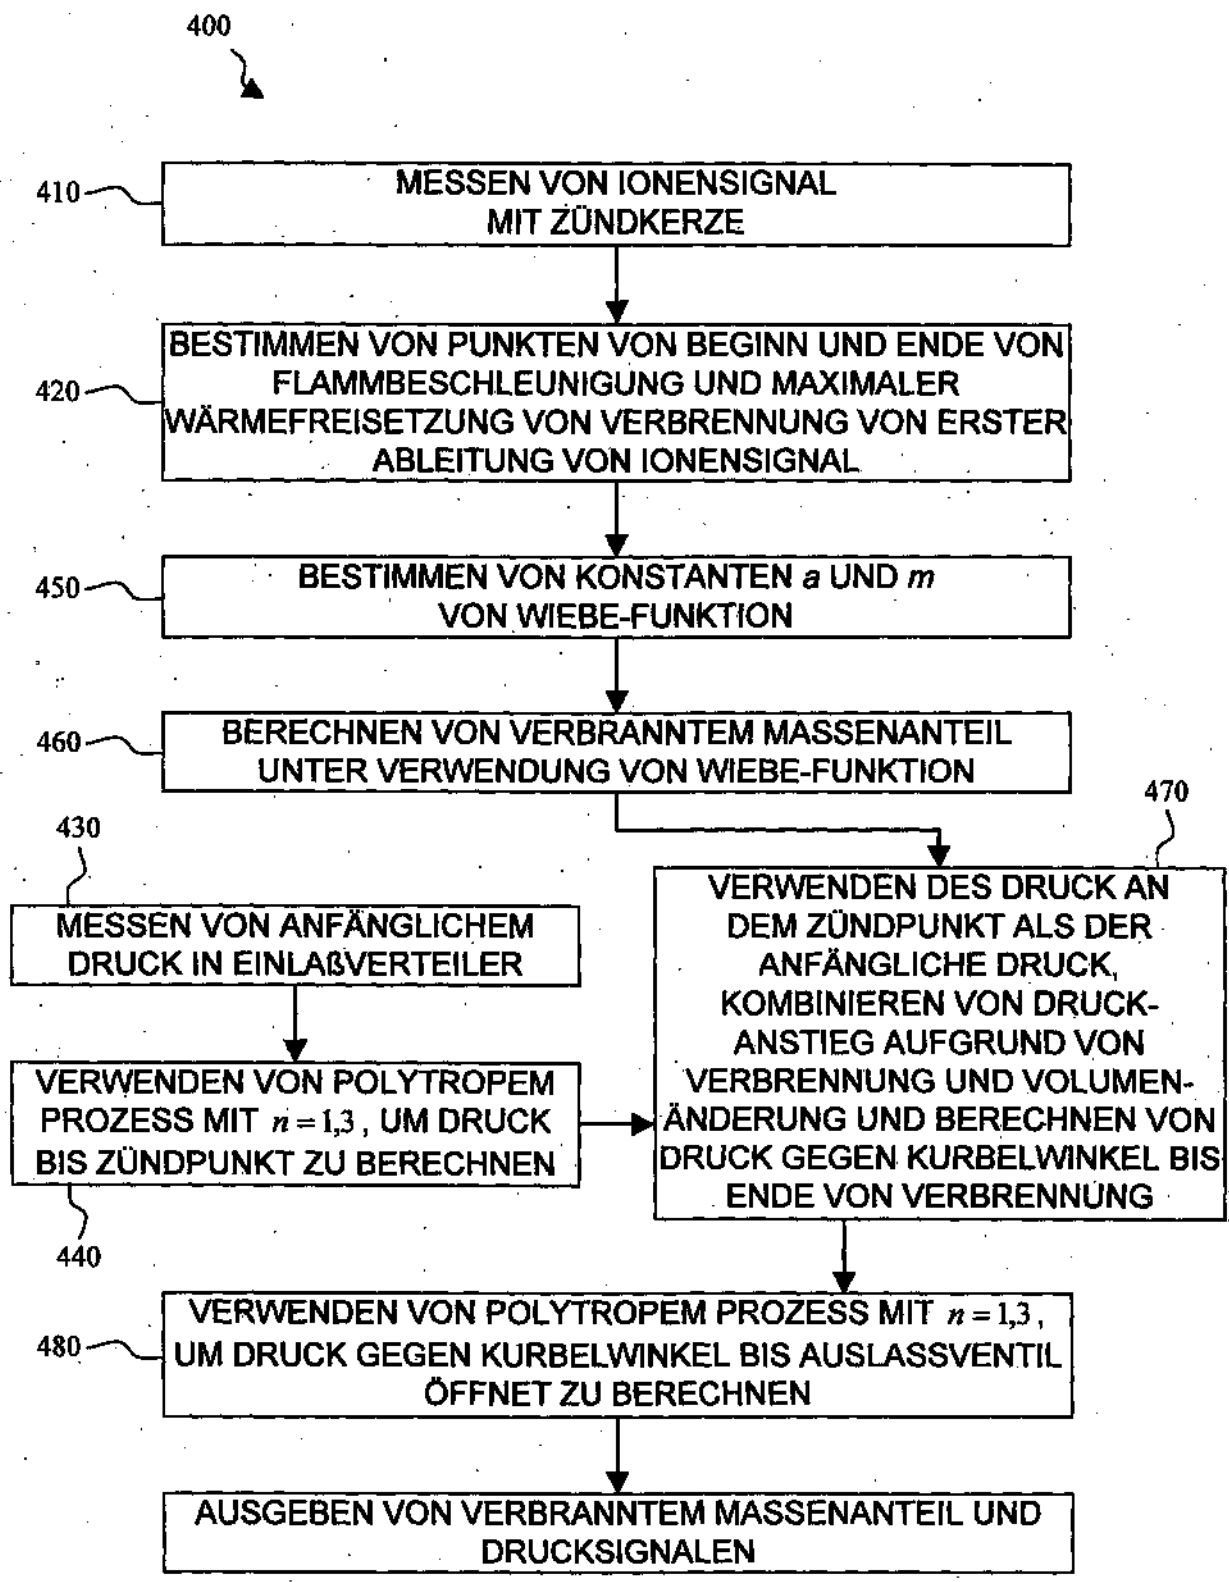 400
410
MESSEN VON IONENSIGNAL
MIT ZÜNDKERZE
420
BESTIMMEN VON PUNKTEN VON BEGINN UND ENDE VON
FLAMMBESCHLEUNIGUNG UND MAXIMALER
WÄRMEFREISETZUNG VON VERBRENNUNG VON ERSTER
ABLEITUNG VON IONENSIGNAL
450
BESTIMMEN VON KONSTANTEN a UND m
VON WIEBE-FUNKTION
460
BERECHNEN VON VERBRANNTEM MASSENANTEIL
UNTER VERWENDUNG VON WIEBE-FUNKTION
430
MESSEN VON ANFÄNGLICHEM
DRUCK IN EINLAßVERTEILER
VERWENDEN VON POLYTROPEM
PROZESS MIT n = 1,3 , UM DRUCK
BIS ZÜNDPUNKT ZU BERECHNEN
440
470
VERWENDEN DES DRUCK AN
DEM ZÜNDPUNKT ALS DER
ANFÄNGLICHE DRUCK,
KOMBINIEREN VON DRUCK-
ANSTIEG AUFGRUND VON
VERBRENNUNG UND VOLUMEN-
ÄNDERUNG UND BERECHNEN VON
DRUCK GEGEN KURBELWINKEL BIS
ENDE VON VERBRENNUNG
480
VERWENDEN VON POLYTROPEM PROZESS MIT n = 1,3 ,
UM DRUCK GEGEN KURBELWINKEL BIS AUSLASSVENTIL
ÖFFNET ZU BERECHNEN
AUSGEBEN VON VERBRANNTEM MASSENANTEIL UND
DRUCKSIGNALEN